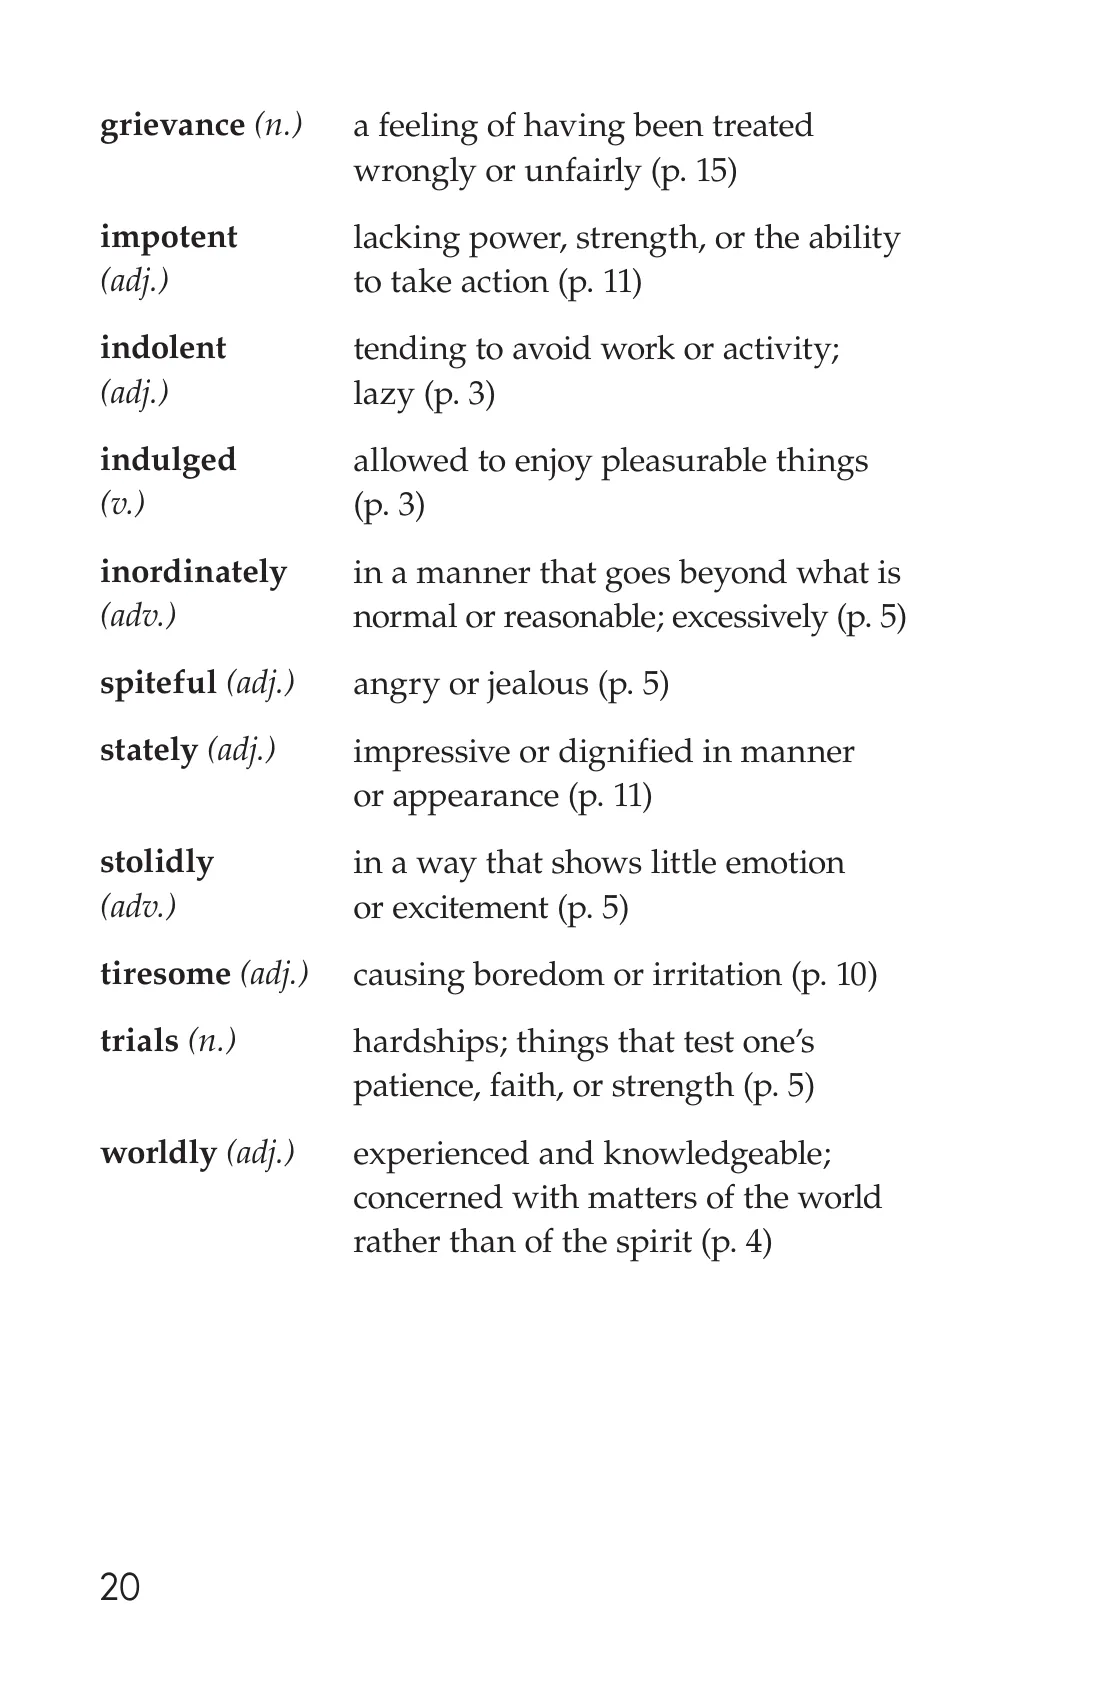 grievance (n.) a feeling of having been treated
wrongly or unfairly (p. 15)
impotent lacking power, strength, or the ability
(adj.) to take action (p. 11)
indolent tending to avoid work or activity;
(adj.) lazy (p. 3)
indulged allowed to enjoy pleasurable things
(v.) (p. 3)
inordinately in a manner that goes beyond what is
(adv.) normal or reasonable; excessively (p. 5)
spiteful (adj.) angry or jealous (p. 5)
stately (adj.) impressive or dignified in manner
or appearance (p. 11)
stolidly in a way that shows little emotion
(adv.) or excitement (p. 5)
tiresome (adj.) causing boredom or irritation (p. 10)
trials (n.) hardships; things that test one’s
patience, faith, or strength (p. 5)
worldly (adj.) experienced and knowledgeable;
concerned with matters of the world
rather than of the spirit (p. 4)
20